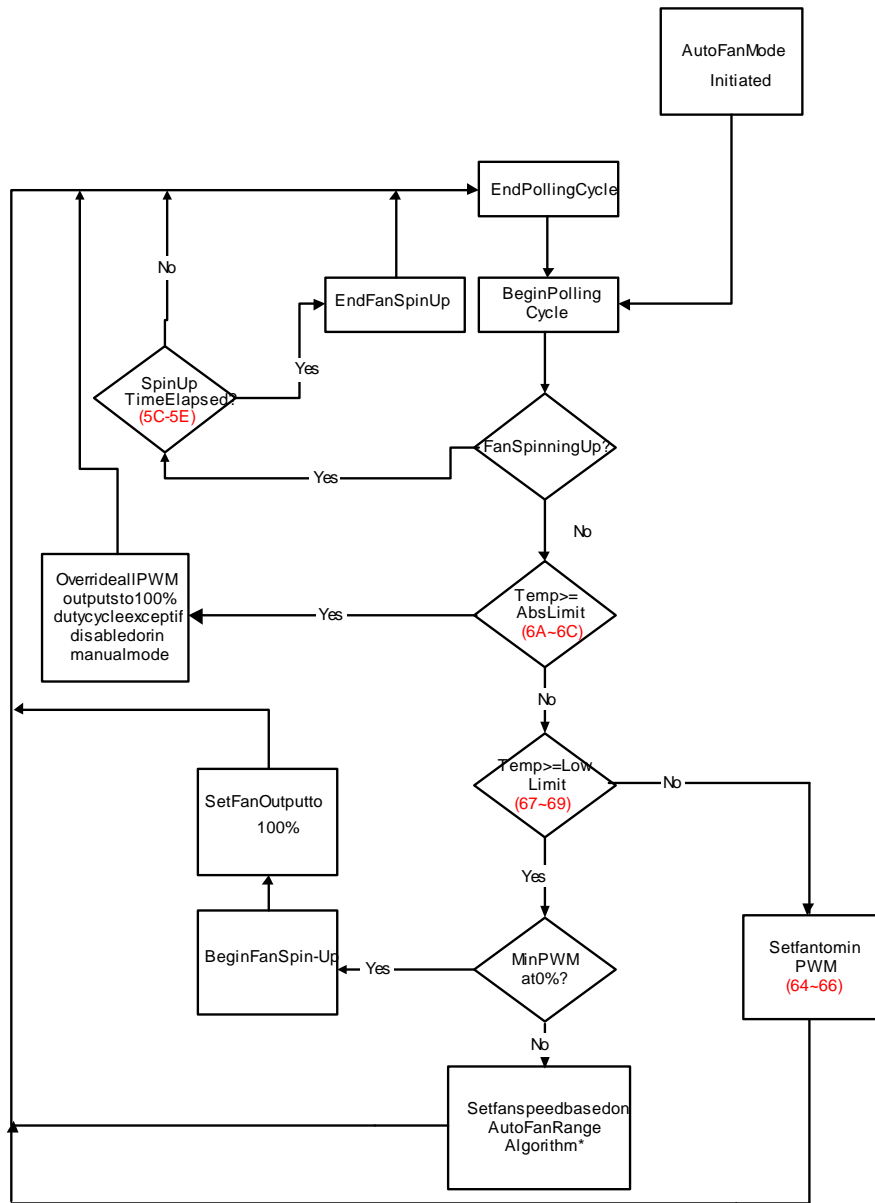 AutoFanMode
Initiated
EndPollingCycle
No
EndFanSpinUp
BeginPolling
Cycle
Yes
SpinUp
TimeElapsed?
(5C-5E)
FanSpinningUp?
Yes
No
OverrideallPWM
outputsto100%
dutycycleexceptif
disabledorin
manualmode
Yes
Temp>=
AbsLimit
(6A~6C)
No
Temp>=Low
Limit
(67~69)
No
SetFanOutputto
100%
Yes
BeginFanSpin-Up
Yes
MinPWM
at0%?
Setfantomin
PWM
(64~66)
No
Setfanspeedbasedon
AutoFanRange
Algorithm*